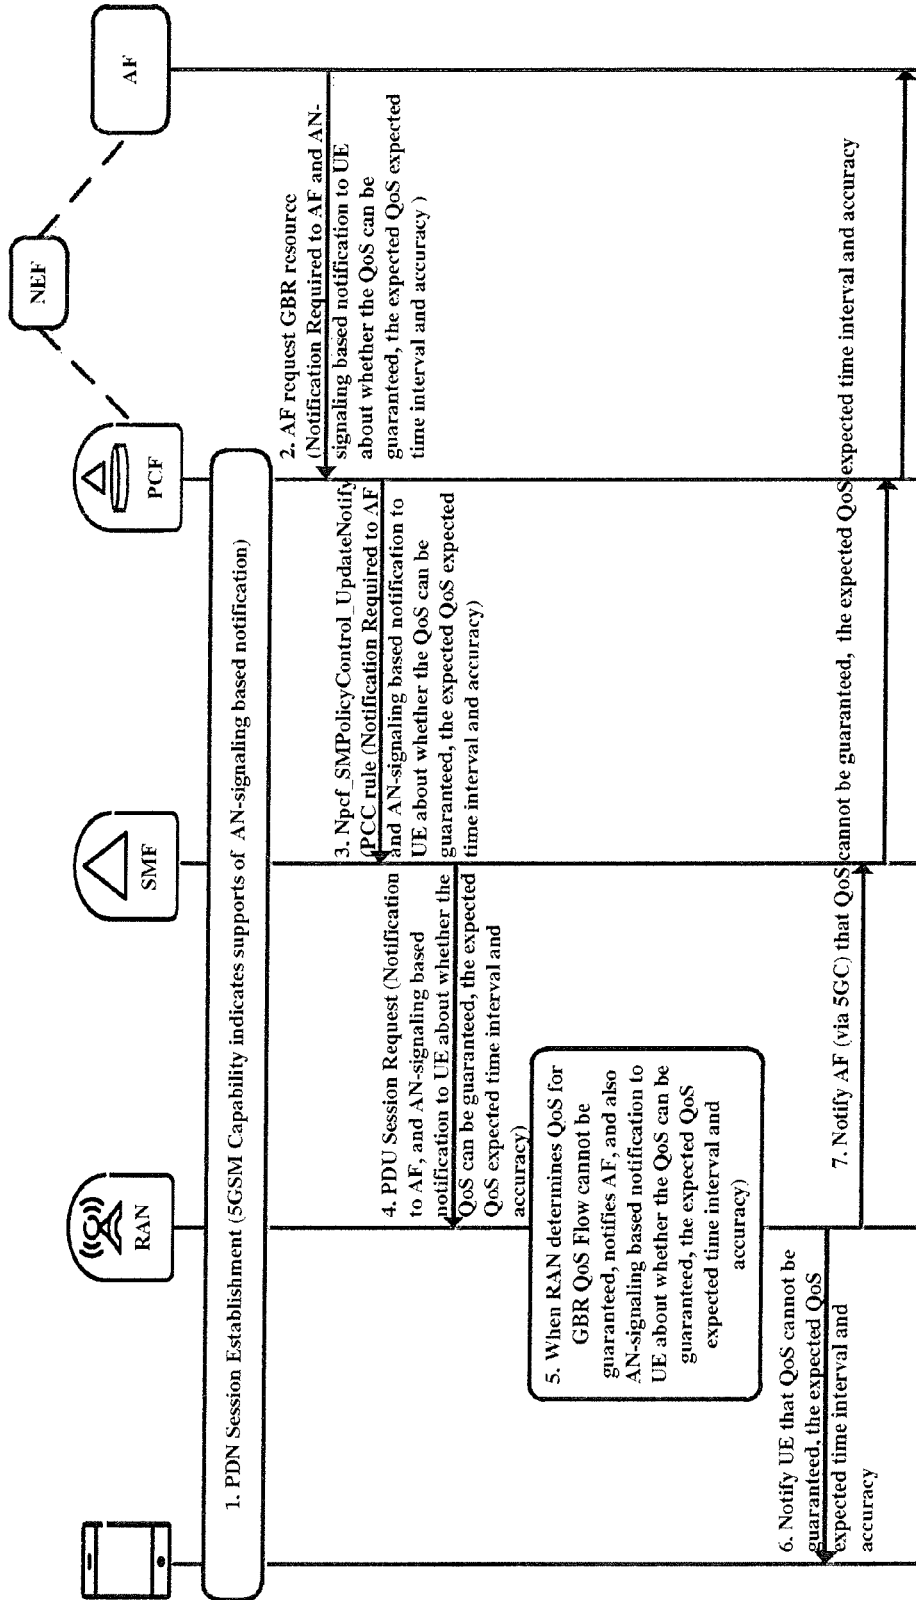 RAN
SMF
PCF
NEF
AF
1. PDN Session Establishment (5GSM Capability indicates supports of AN-signaling based notification)
2. AF request GBR resource
(Notification Required to AF and AN-
signaling based notification to UE
about whether the QoS can be
guaranteed, the expected QoS expected
time interval and accuracy )
3. Npcf_SMPolicyControl_UpdateNotify
(PCC rule (Notification Required to AF
and AN-signaling based notification to
UE about whether the QoS can be
guaranteed, the expected QoS expected
time interval and accuracy)
4. PDU Session Request (Notification
to AF, and AN-signaling based
notification to UE about whether the
QoS can be guaranteed, the expected
QoS expected time interval and
accuracy)
5. When RAN determines QoS for
GBR QoS Flow cannot be
guaranteed, notifies AF, and also
AN-signaling based notification to
UE about whether the QoS can be
guaranteed, the expected QoS
expected time interval and
accuracy)
6. Notify UE that QoS cannot be
guaranteed, the expected QoS
expected time interval and
accuracy
7. Notify AF (via 5GC) that QoS cannot be guaranteed, the expected QoS expected time interval and accuracy